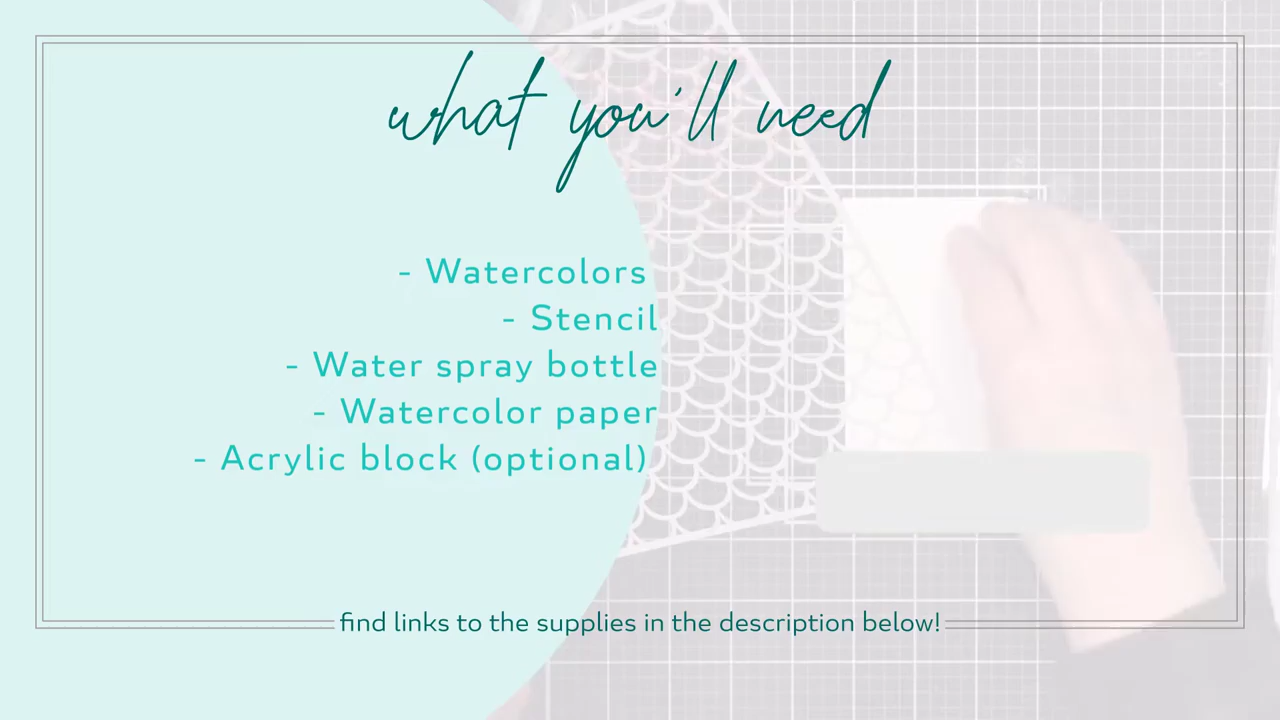 what you'll need
- Watercolors
- Stencil
- Water spray bottle
- Watercolor paper
- Acrylic block (optional)
find links to the supplies in the description below!